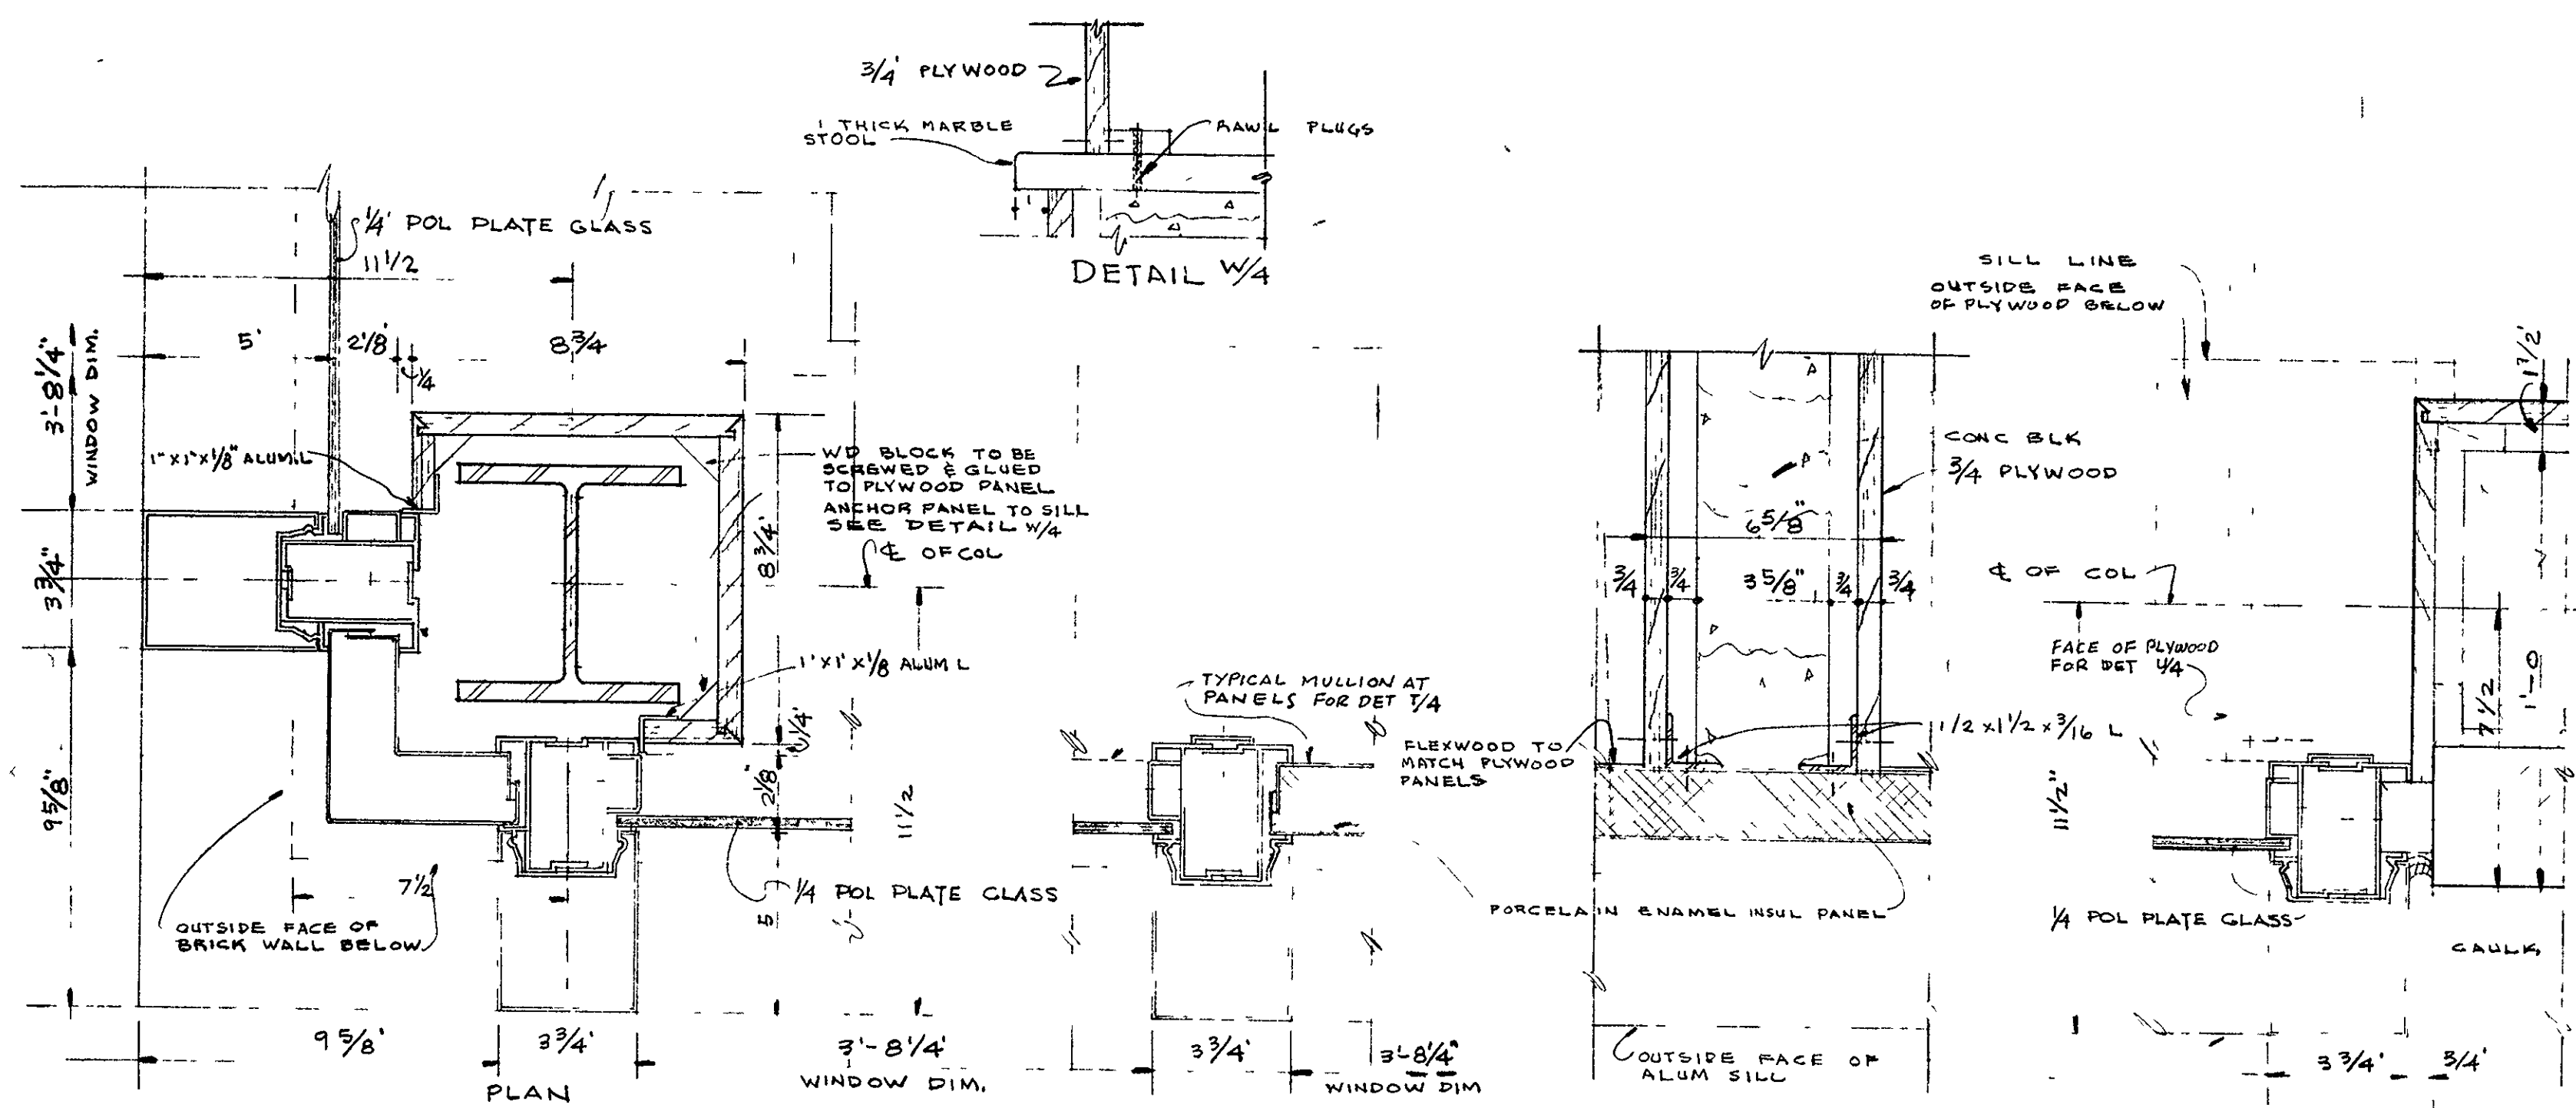 3/4' PLYWOOD
1' THICK MARBLE
STOOL
RAWL PLUGS
DETAIL W/4
1/4' POL PLATE GLASS
11 1/2
5'
2 1/8'
1/4
8 3/4
3'-8 1/4"
WINDOW DIM.
1" X 1" X 1/8" ALUM L
WD BLOCK TO BE
SCREWED & GLUED
TO PLYWOOD PANEL
ANCHOR PANEL TO SILL
SEE DETAIL W/4
℄ OF COL
8 3/4'
3 3/4"
1' X 1' X 1/8 ALUM L
1/4'
2 1/8'
11 1/2
5
9 5/8"
7 1/2
1/4 POL PLATE GLASS
OUTSIDE FACE OF
BRICK WALL BELOW
9 5/8'
3 3/4'
3'-8 1/4'
WINDOW DIM.
PLAN
TYPICAL MULLION AT
PANELS FOR DET T/4
3 3/4'
3'-8 1/4"
WINDOW DIM
CONC BLK
3/4 PLYWOOD
6 5/8"
3/4
3/4
3 5/8"
3/4
3/4
FLEXWOOD TO
MATCH PLYWOOD
PANELS
1 1/2 x 1 1/2 x 3/16 L
PORCELAIN ENAMEL INSUL PANEL
OUTSIDE FACE OF
ALUM SILL
SILL LINE
OUTSIDE FACE
OF PLYWOOD BELOW
1 1/2'
℄ OF COL
FACE OF PLYWOOD
FOR DET U/4
7 1/2
1'-0
11 1/2"
1/4 POL PLATE GLASS
CAULK
3 3/4'
3/4'